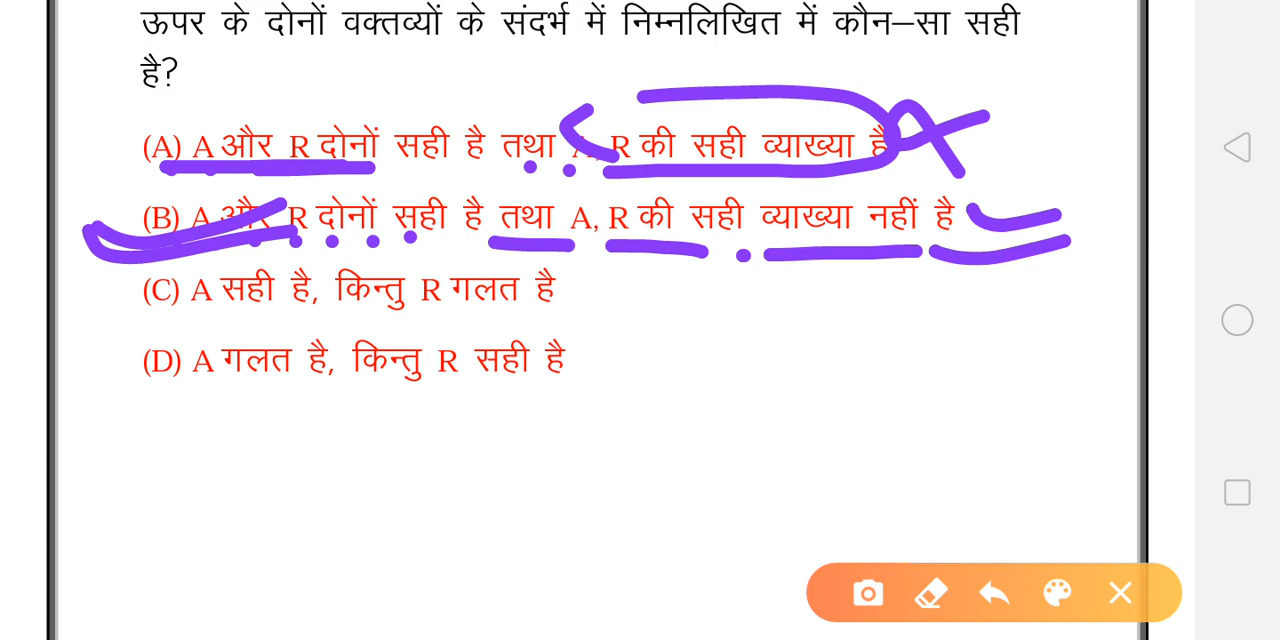 ऊपर के दोनों वक्तव्यों के संदर्भ में निम्नलिखित में कौन–सा सही
है?
(A) A और R दोनों सही है तथा A, R की सही व्याख्या है
(B) A और R दोनों सही है तथा A, R की सही व्याख्या नहीं है
(C) A सही है, किन्तु R गलत है
(D) A गलत है, किन्तु R सही है